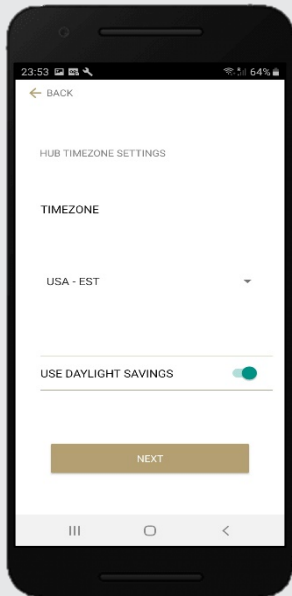 23:53 64%
← BACK
HUB TIMEZONE SETTINGS
TIMEZONE
USA - EST
USE DAYLIGHT SAVINGS
NEXT